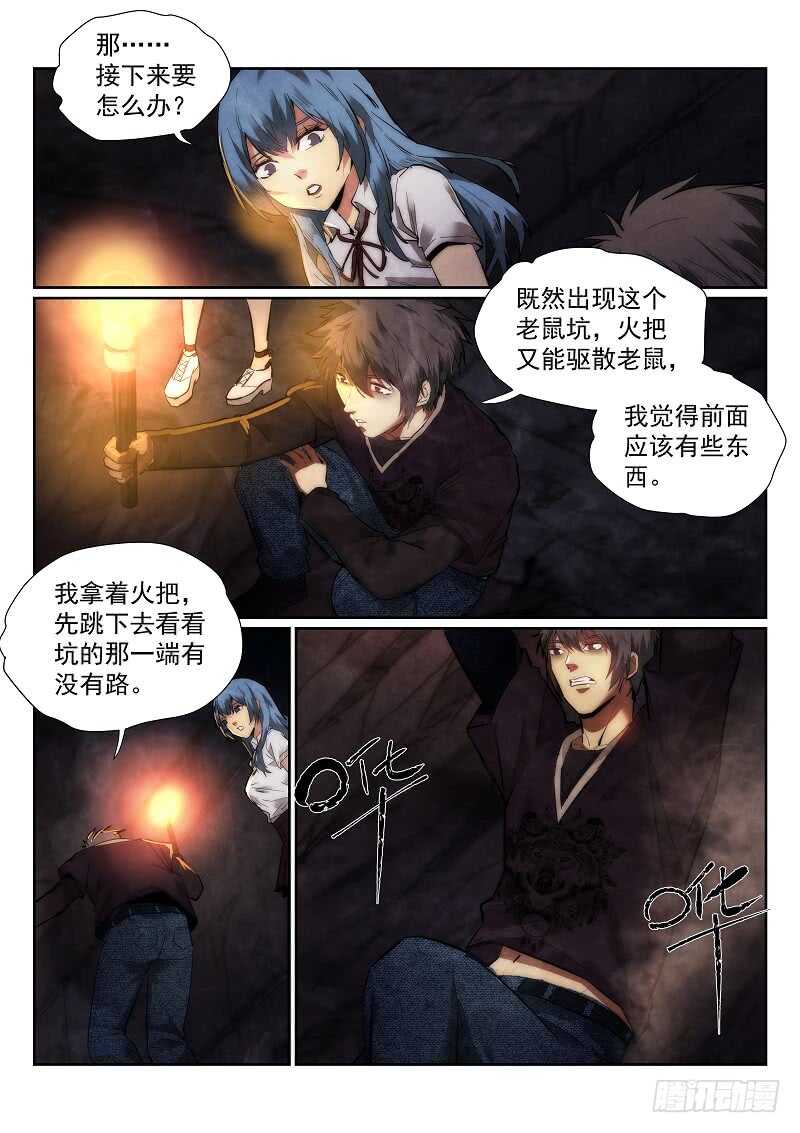 那……
接下来要
怎么办？
既然出现这个
老鼠坑，火把
又能驱散老鼠，
我觉得前面
应该有些东
西。
我拿着火把，
先跳下去看看
坑的那一端有
没有路。
哗
哗
腾讯动漫